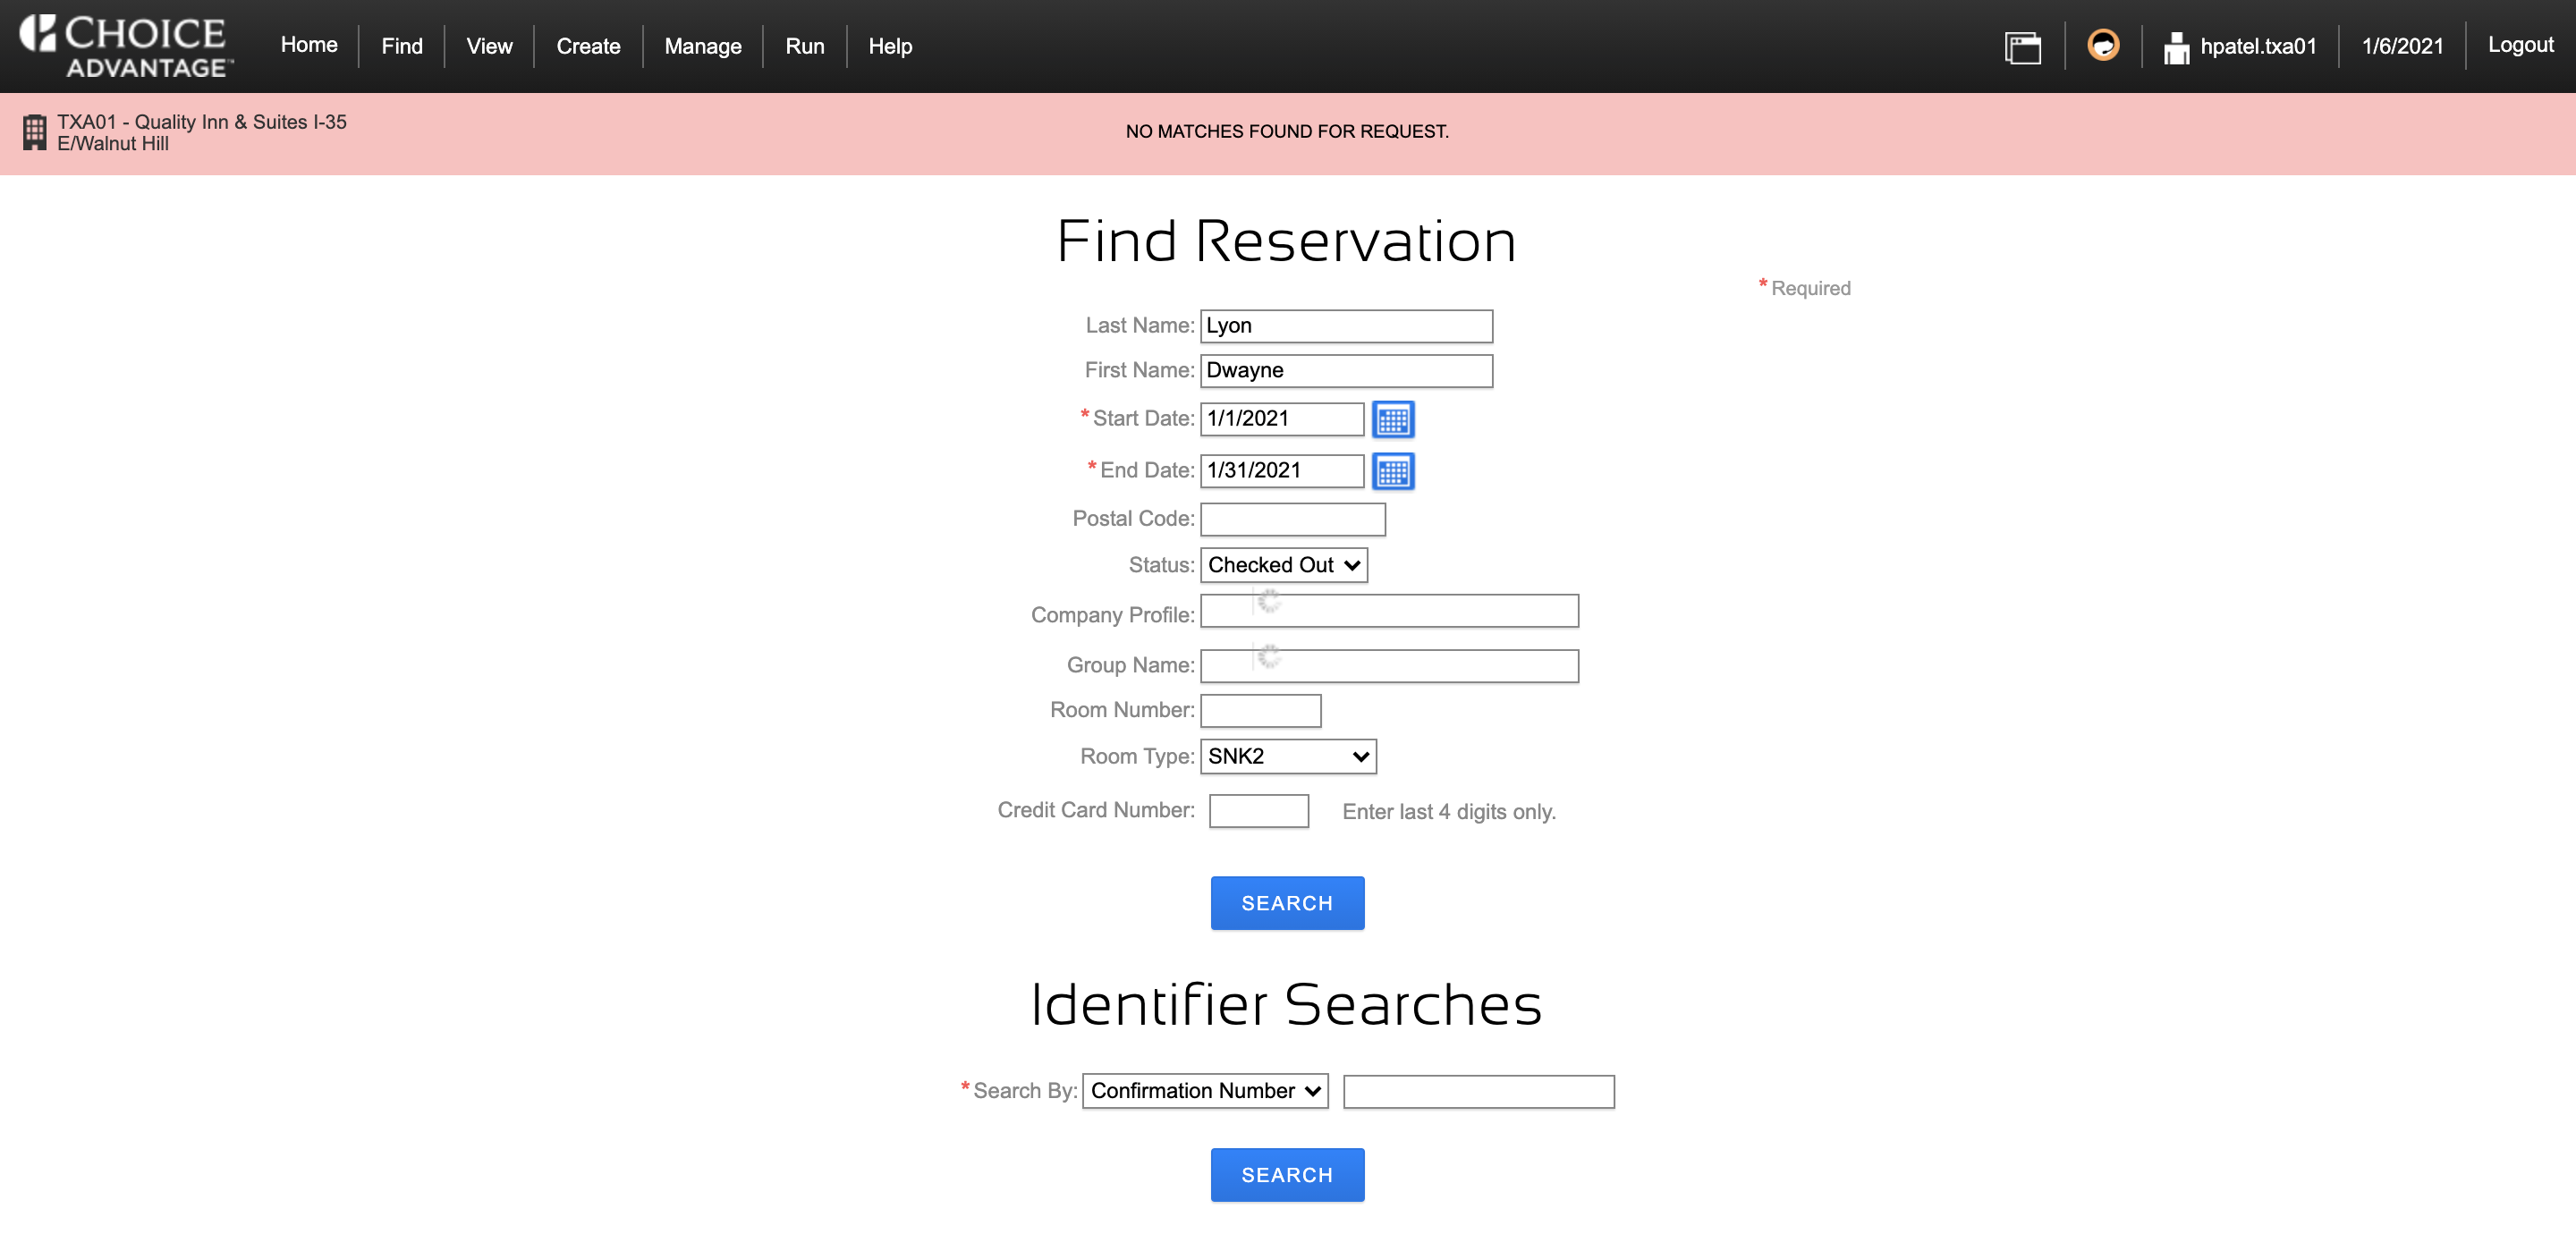 CHOICE
ADVANTAGE™
Home
Find
View
Create
Manage
Run
Help
hpatel.txa01
1/6/2021
Logout
TXA01 - Quality Inn & Suites I-35
E/Walnut Hill
NO MATCHES FOUND FOR REQUEST.
Find Reservation
* Required
Last Name: Lyon
First Name: Dwayne
* Start Date: 1/1/2021
* End Date: 1/31/2021
Postal Code:
Status: Checked Out
Company Profile:
Group Name:
Room Number:
Room Type: SNK2
Credit Card Number: Enter last 4 digits only.
SEARCH
Identifier Searches
* Search By: Confirmation Number
SEARCH